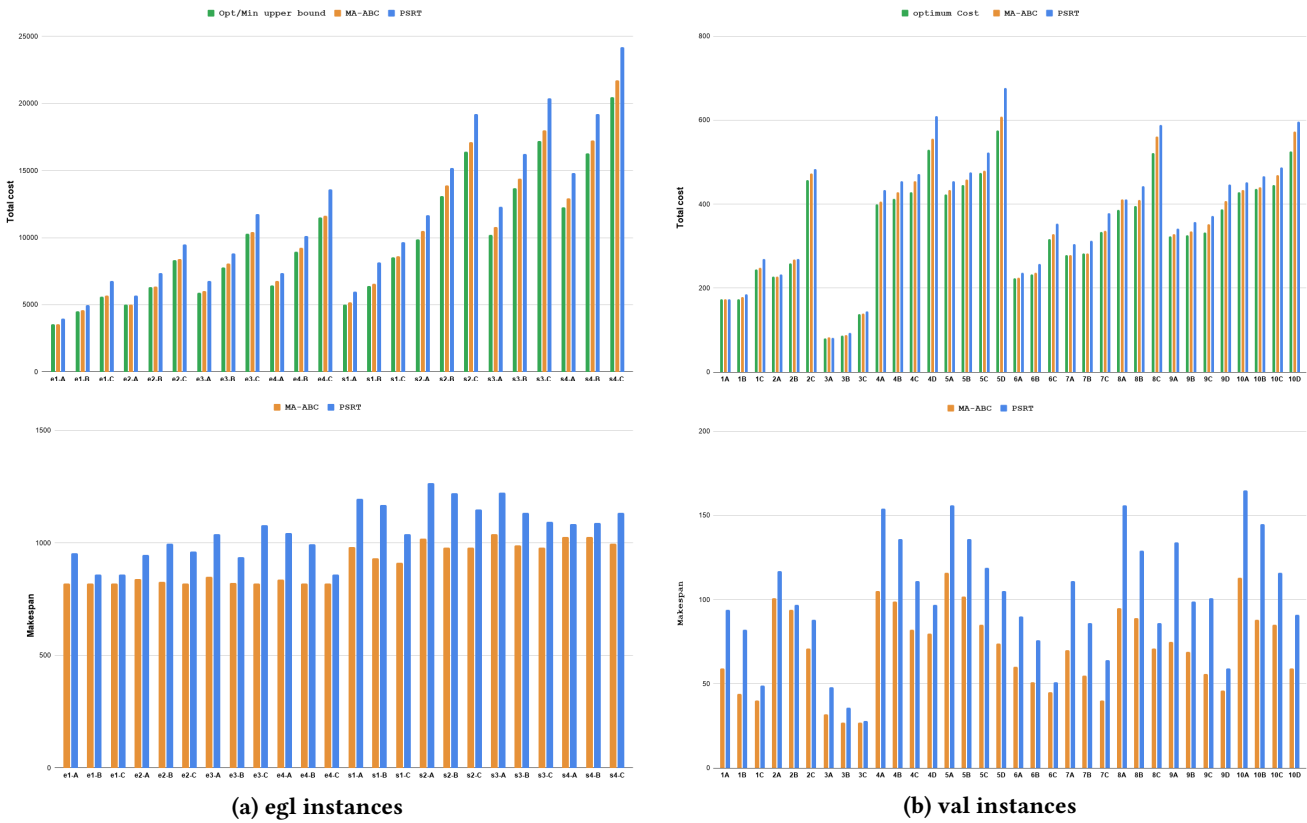 Opt/Min upper bound MA-ABC PSRT
25000
20000
15000
10000
5000
0
Total cost
e1-A e1-B e1-C e2-A e2-B e2-C e3-A e3-B e3-C e4-A e4-B e4-C s1-A s1-B s1-C s2-A s2-B s2-C s3-A s3-B s3-C s4-A s4-B s4-C
MA-ABC PSRT
1500
1000
500
0
Makespan
e1-A e1-B e1-C e2-A e2-B e2-C e3-A e3-B e3-C e4-A e4-B e4-C s1-A s1-B s1-C s2-A s2-B s2-C s3-A s3-B s3-C s4-A s4-B s4-C
(a) egl instances
optimum Cost MA-ABC PSRT
800
600
400
200
0
Total cost
1A 1B 1C 2A 2B 2C 3A 3B 3C 4A 4B 4C 4D 5A 5B 5C 5D 6A 6B 6C 7A 7B 7C 8A 8B 8C 9A 9B 9C 9D 10A 10B 10C 10D
MA-ABC PSRT
200
150
100
50
0
Makespan
1A 1B 1C 2A 2B 2C 3A 3B 3C 4A 4B 4C 4D 5A 5B 5C 5D 6A 6B 6C 7A 7B 7C 8A 8B 8C 9A 9B 9C 9D 10A 10B 10C 10D
(b) val instances